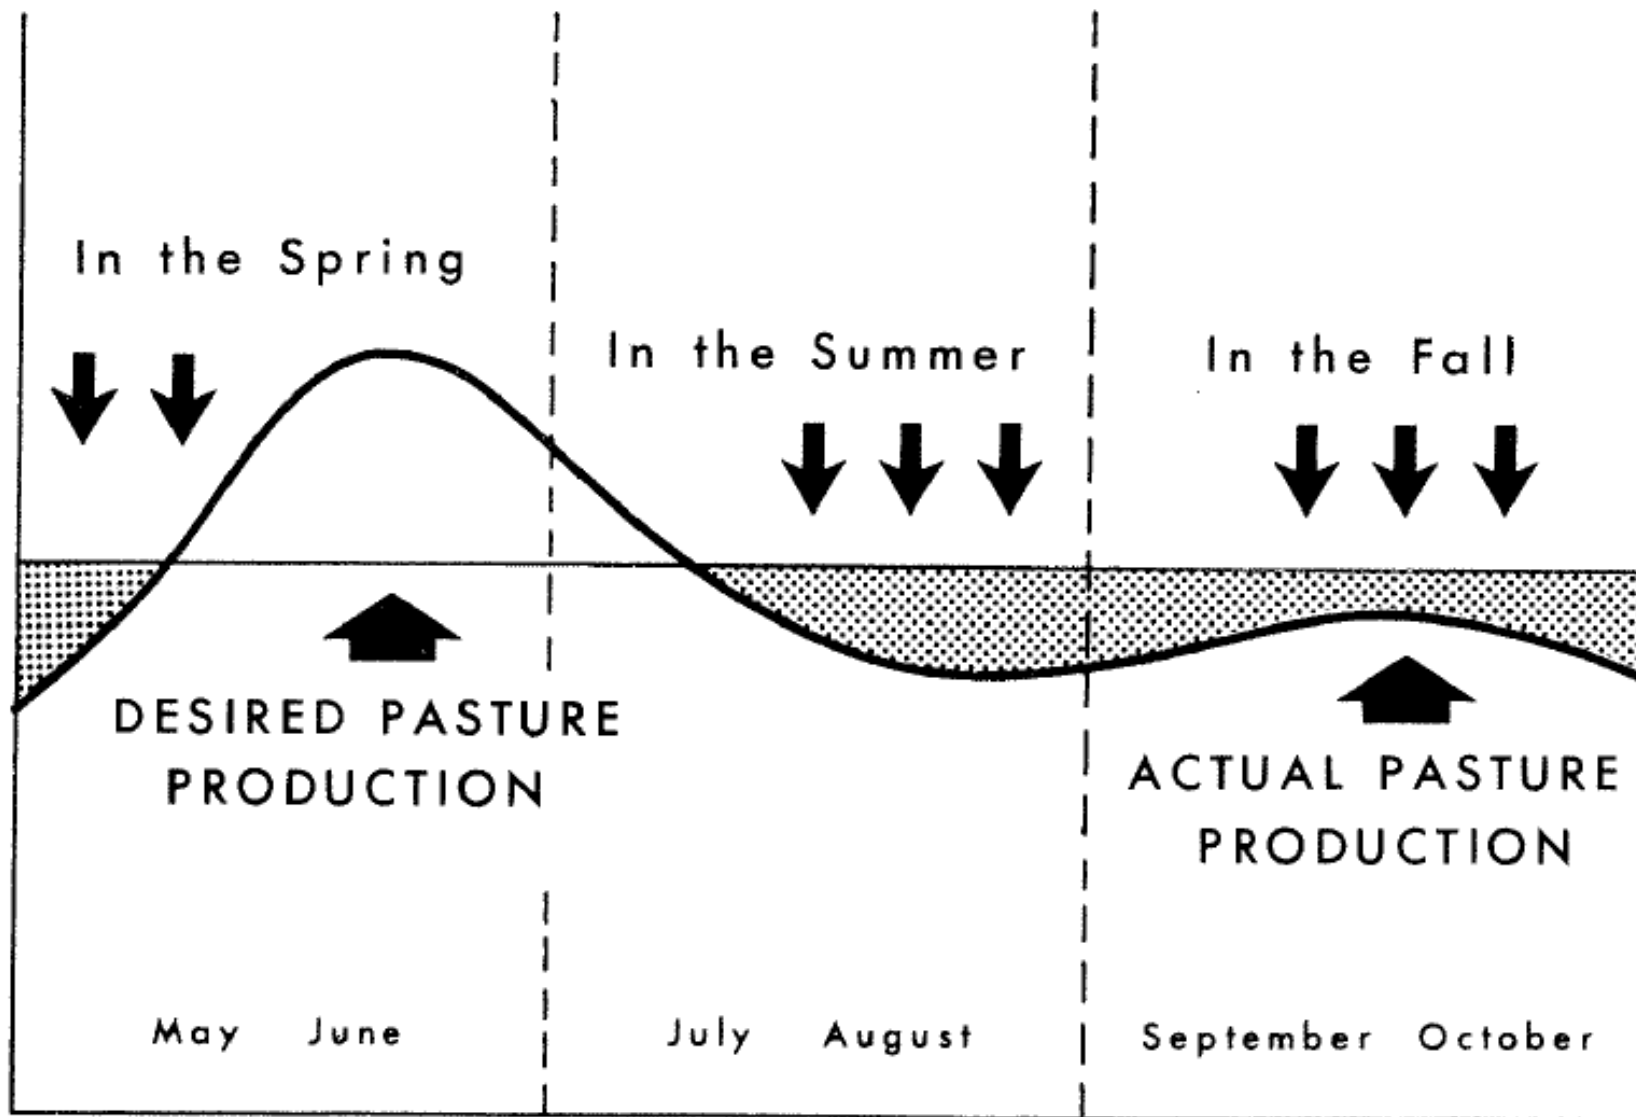 In the Spring
In the Summer
In the Fall
DESIRED PASTURE
PRODUCTION
ACTUAL PASTURE
PRODUCTION
May June
July August
September October